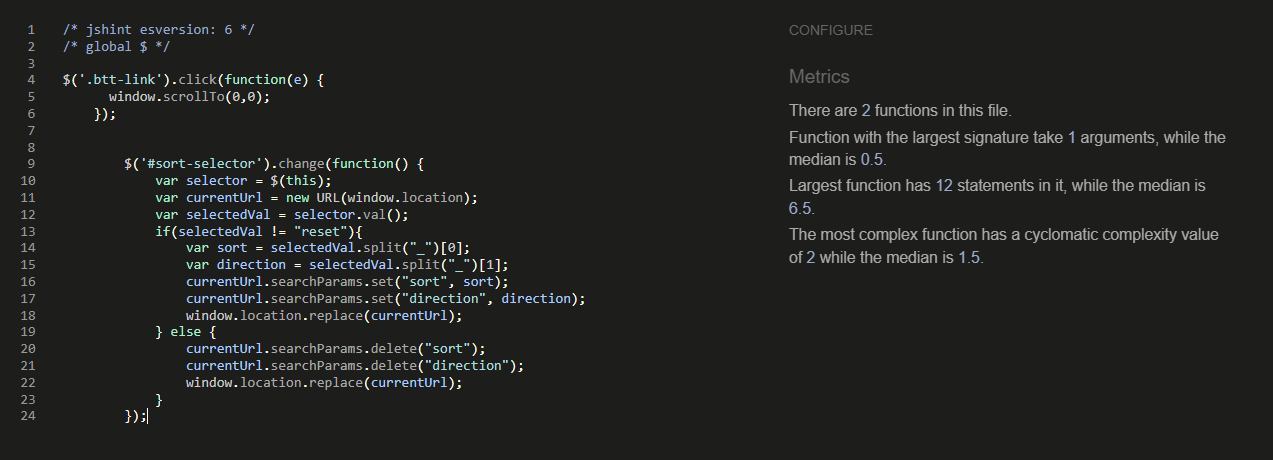 1 /* jshint esversion: 6 */
2 /* global $ */
3
4 $('.btt-link').click(function(e) {
5       window.scrollTo(0,0);
6     });
7
8
9         $('#sort-selector').change(function() {
10             var selector = $(this);
11             var currentUrl = new URL(window.location);
12             var selectedVal = selector.val();
13             if(selectedVal != "reset"){
14                 var sort = selectedVal.split("_")[0];
15                 var direction = selectedVal.split("_")[1];
16                 currentUrl.searchParams.set("sort", sort);
17                 currentUrl.searchParams.set("direction", direction);
18                 window.location.replace(currentUrl);
19             } else {
20                 currentUrl.searchParams.delete("sort");
21                 currentUrl.searchParams.delete("direction");
22                 window.location.replace(currentUrl);
23             }
24         });
CONFIGURE
Metrics
There are 2 functions in this file.
Function with the largest signature take 1 arguments, while the
median is 0.5.
Largest function has 12 statements in it, while the median is
6.5.
The most complex function has a cyclomatic complexity value
of 2 while the median is 1.5.